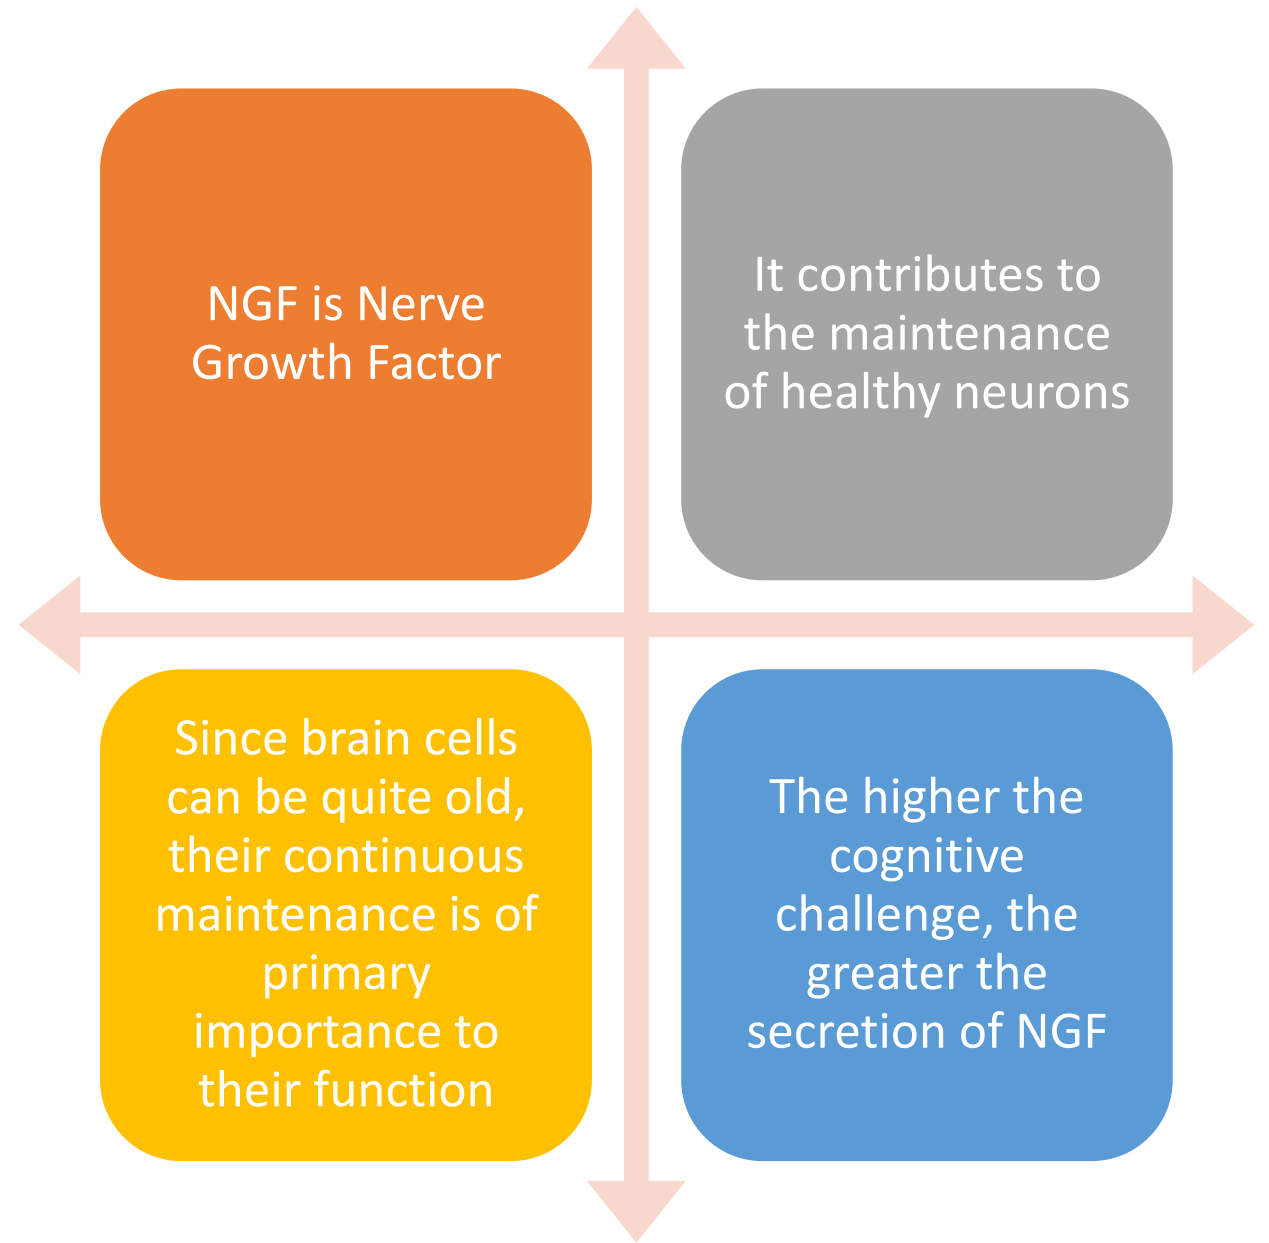 NGF is Nerve
Growth Factor
It contributes to
the maintenance
of healthy neurons
Since brain cells
can be quite old,
their continuous
maintenance is of
primary
importance to
their function
The higher the
cognitive
challenge, the
greater the
secretion of NGF